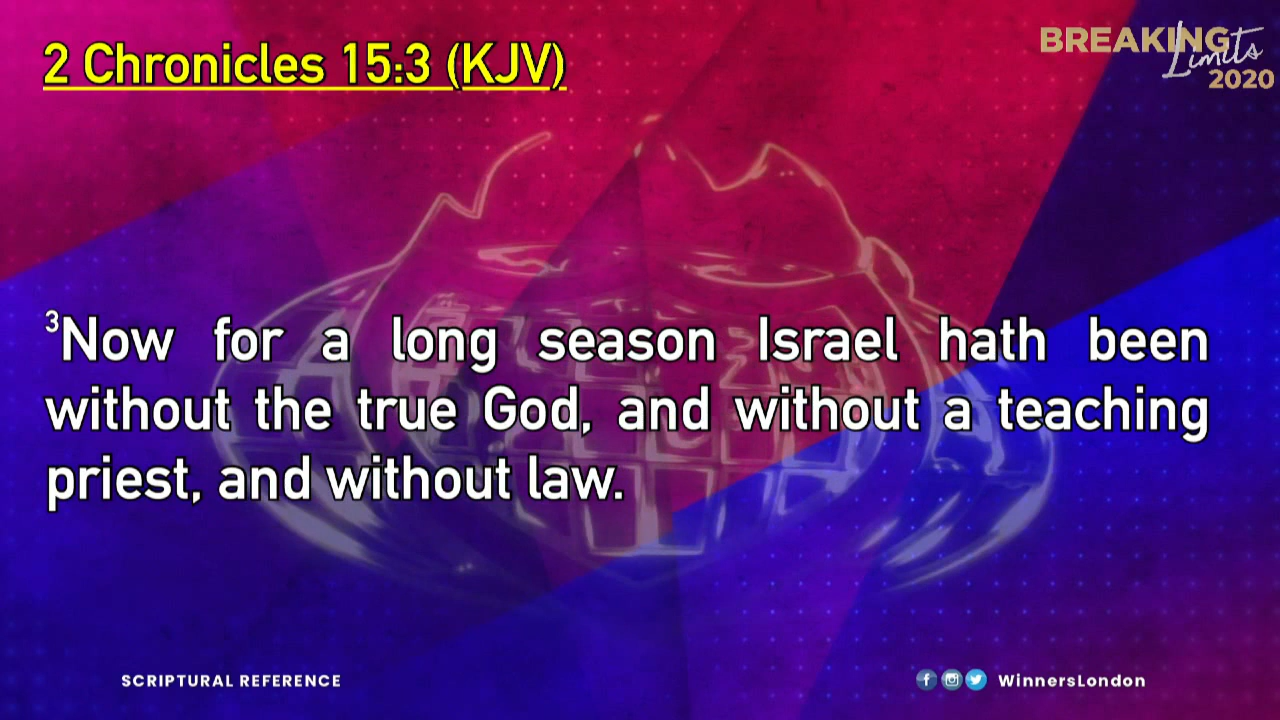 2 Chronicles 15:3 (KJV)
BREAKING
Limits
2020
3Now for a long season Israel hath been
without the true God, and without a teaching
priest, and without law.
SCRIPTURAL REFERENCE
WinnersLondon